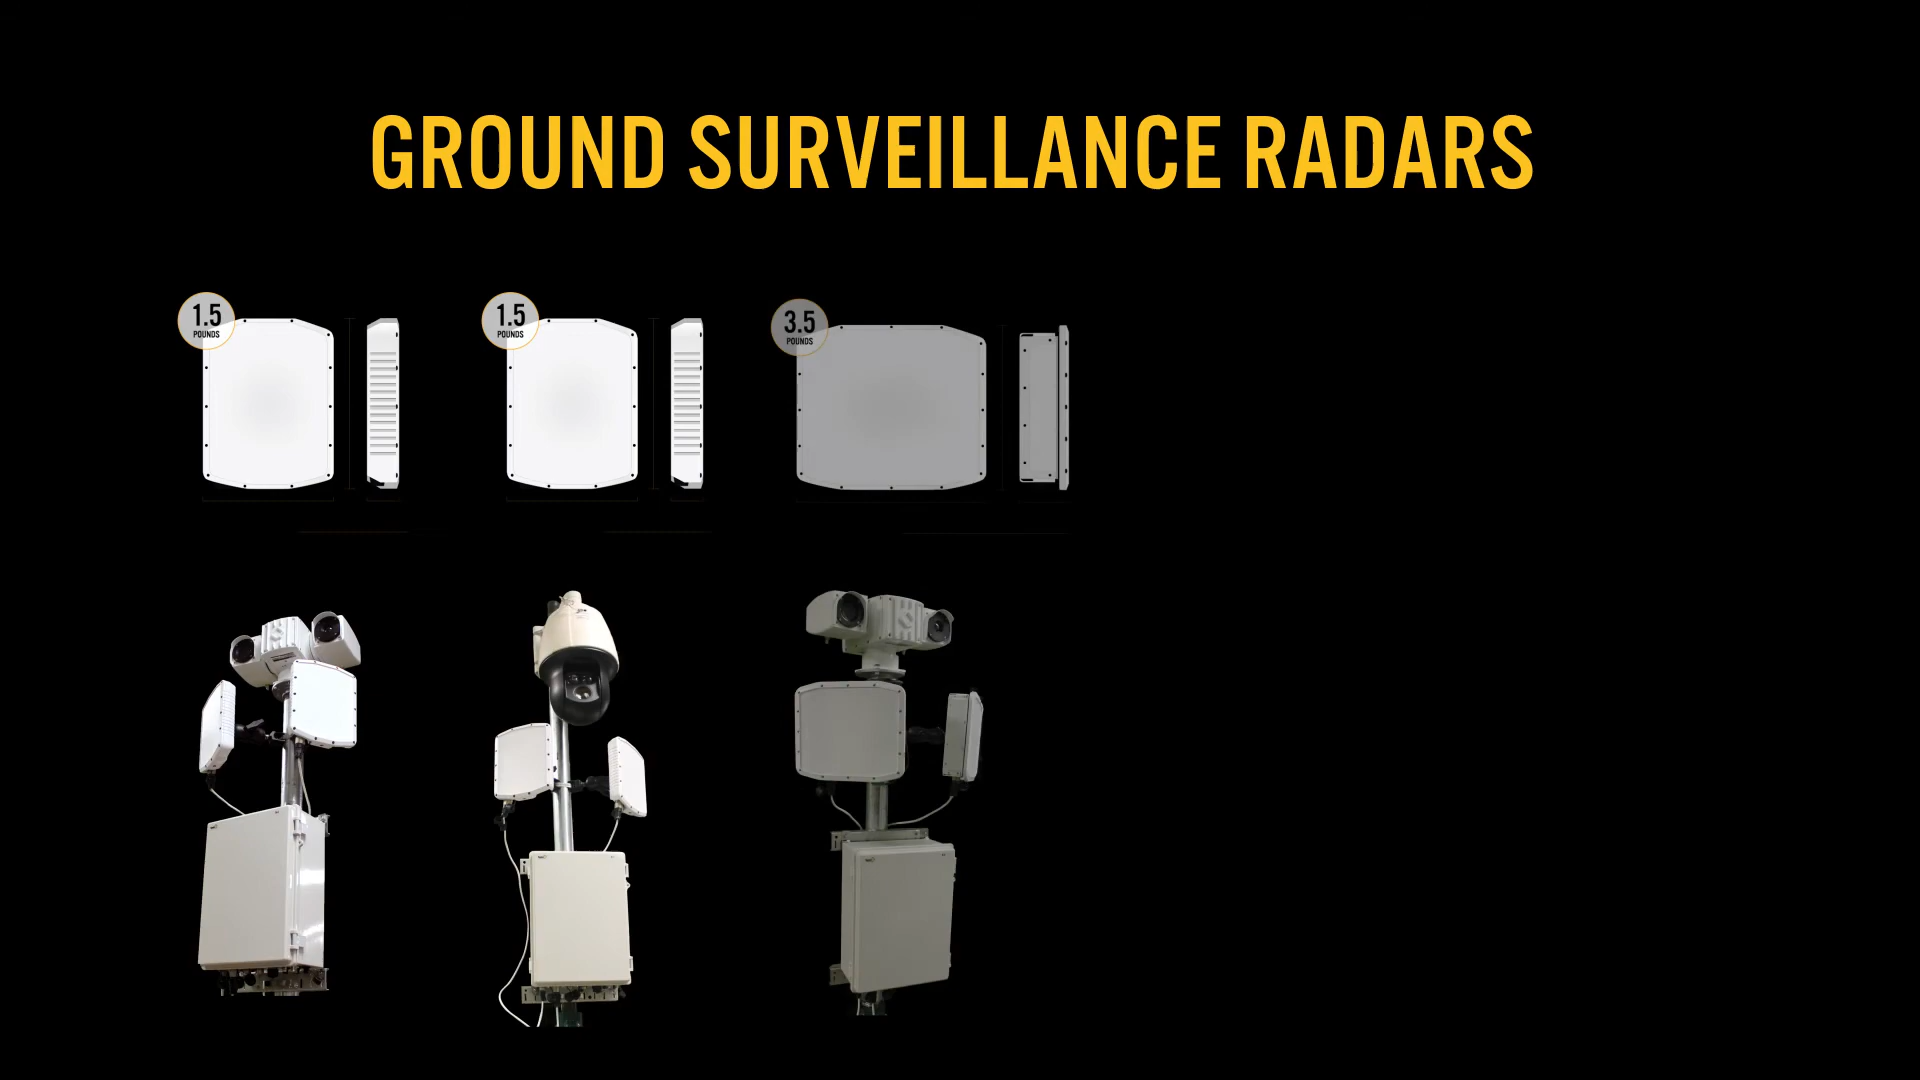 GROUND SURVEILLANCE RADARS
1.5
POUNDS
1.5
POUNDS
3.5
POUNDS